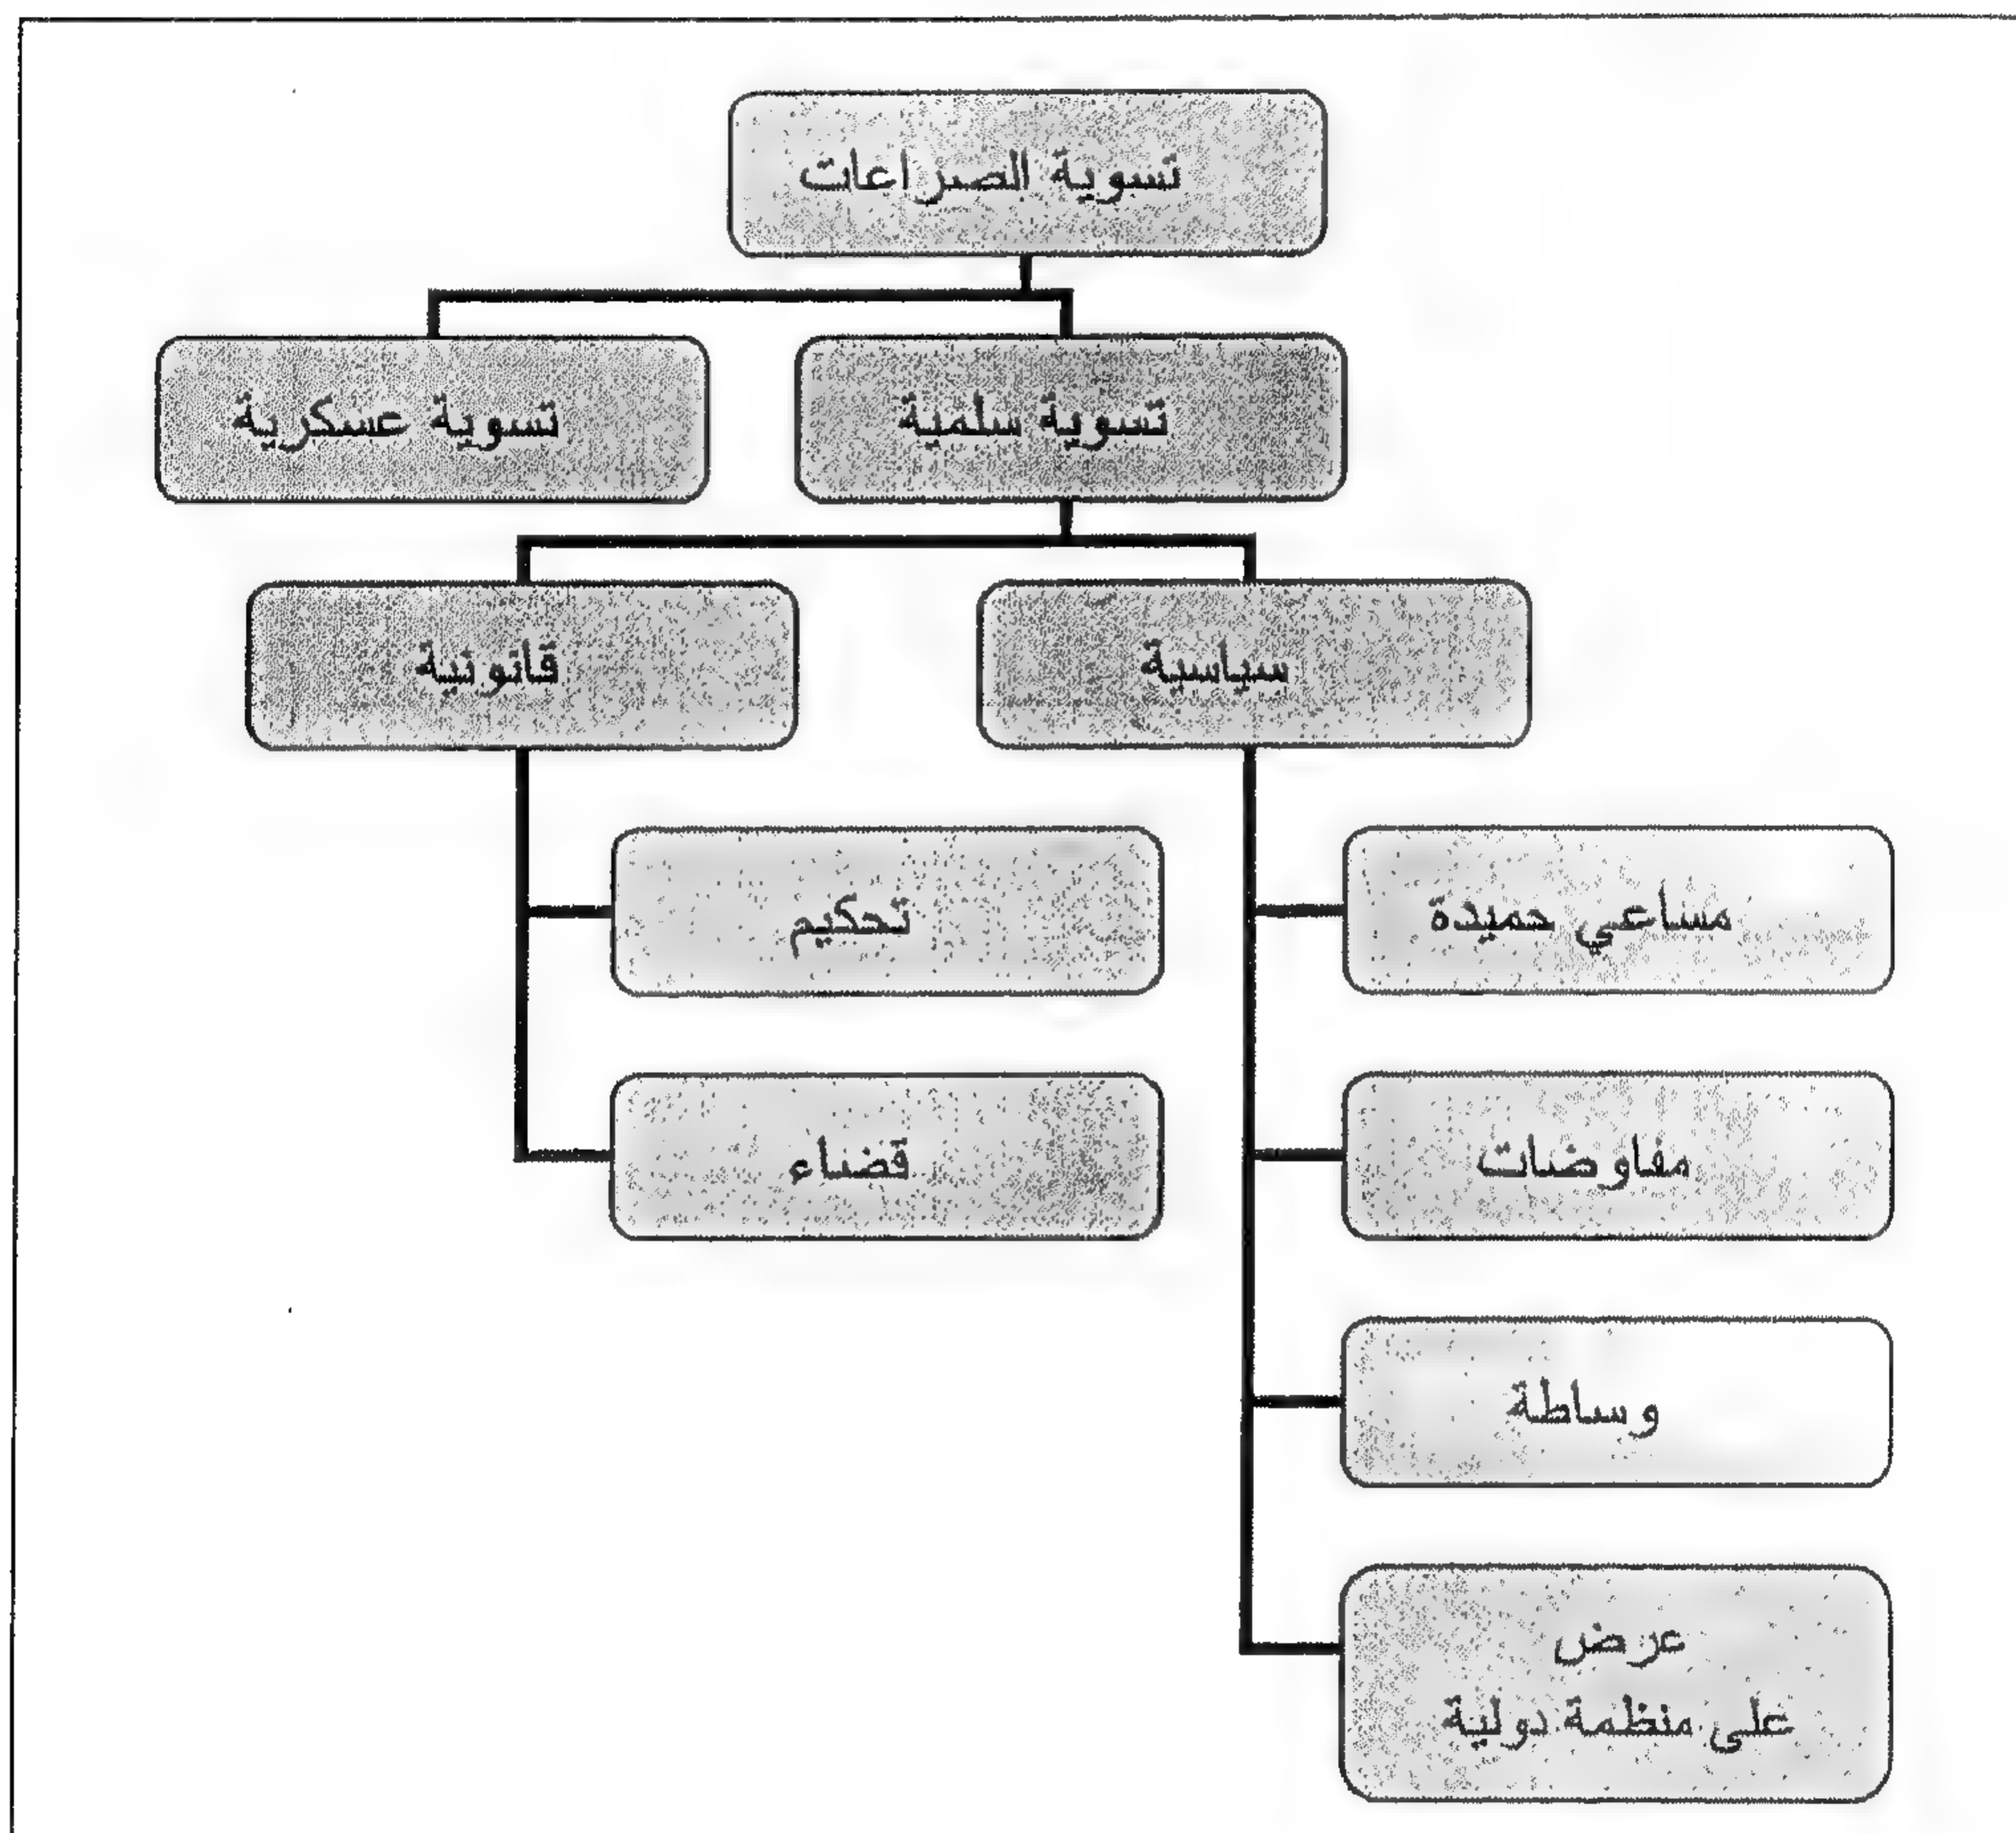 تسوية الصراعات
تسوية سلمية
تسوية عسكرية
سياسية
قانونية
مساعي حميدة
تحكيم
مفاوضات
قضاء
وساطة
عرض
على منظمة دولية